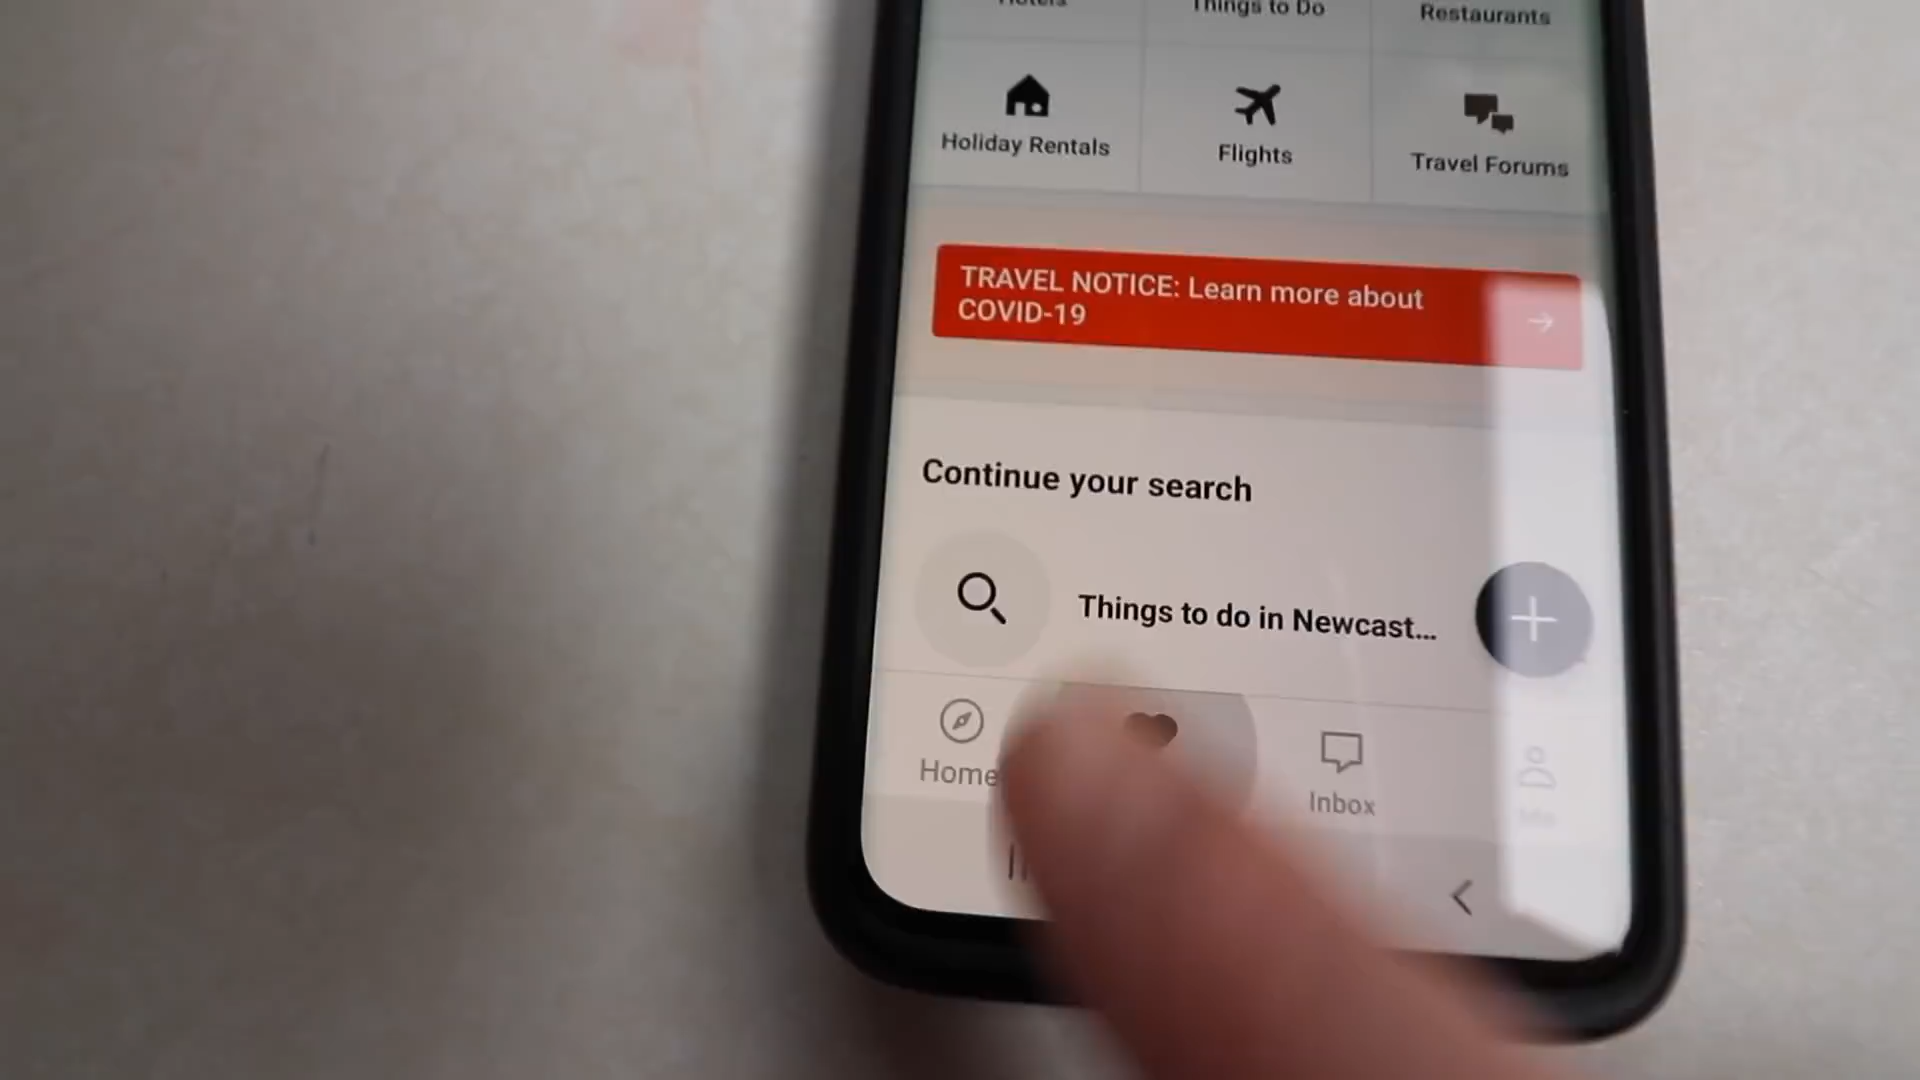 Hotels
Things to Do
Restaurants
Holiday Rentals
Flights
Travel Forums
TRAVEL NOTICE: Learn more about
COVID-19
Continue your search
Things to do in Newcast...
Home
Inbox
Me